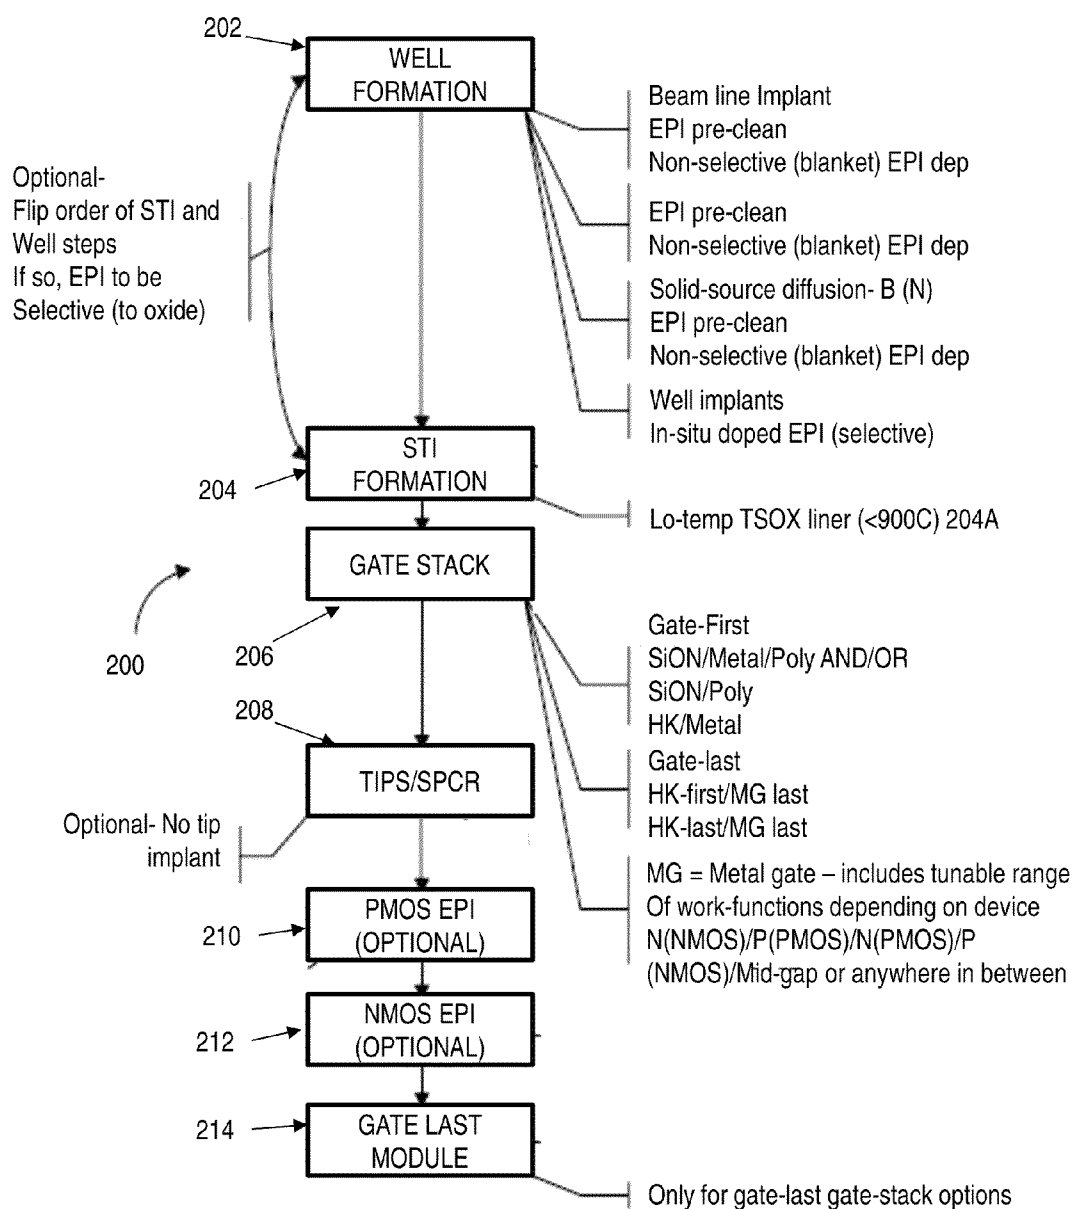 202
WELL
FORMATION
Beam line Implant
EPI pre-clean
Non-selective (blanket) EPI dep
Optional-
Flip order of STI and
Well steps
If so, EPI to be
Selective (to oxide)
EPI pre-clean
Non-selective (blanket) EPI dep
Solid-source diffusion- B (N)
EPI pre-clean
Non-selective (blanket) EPI dep
Well implants
In-situ doped EPI (selective)
STI
FORMATION
204
Lo-temp TSOX liner (<900C) 204A
GATE STACK
200
206
Gate-First
SiON/Metal/Poly AND/OR
SiON/Poly
HK/Metal
208
TIPS/SPCR
Gate-last
HK-first/MG last
HK-last/MG last
Optional- No tip
implant
MG = Metal gate – includes tunable range
Of work-functions depending on device
N(NMOS)/P(PMOS)/N(PMOS)/P
(NMOS)/Mid-gap or anywhere in between
210
PMOS EPI
(OPTIONAL)
212
NMOS EPI
(OPTIONAL)
214
GATE LAST
MODULE
Only for gate-last gate-stack options